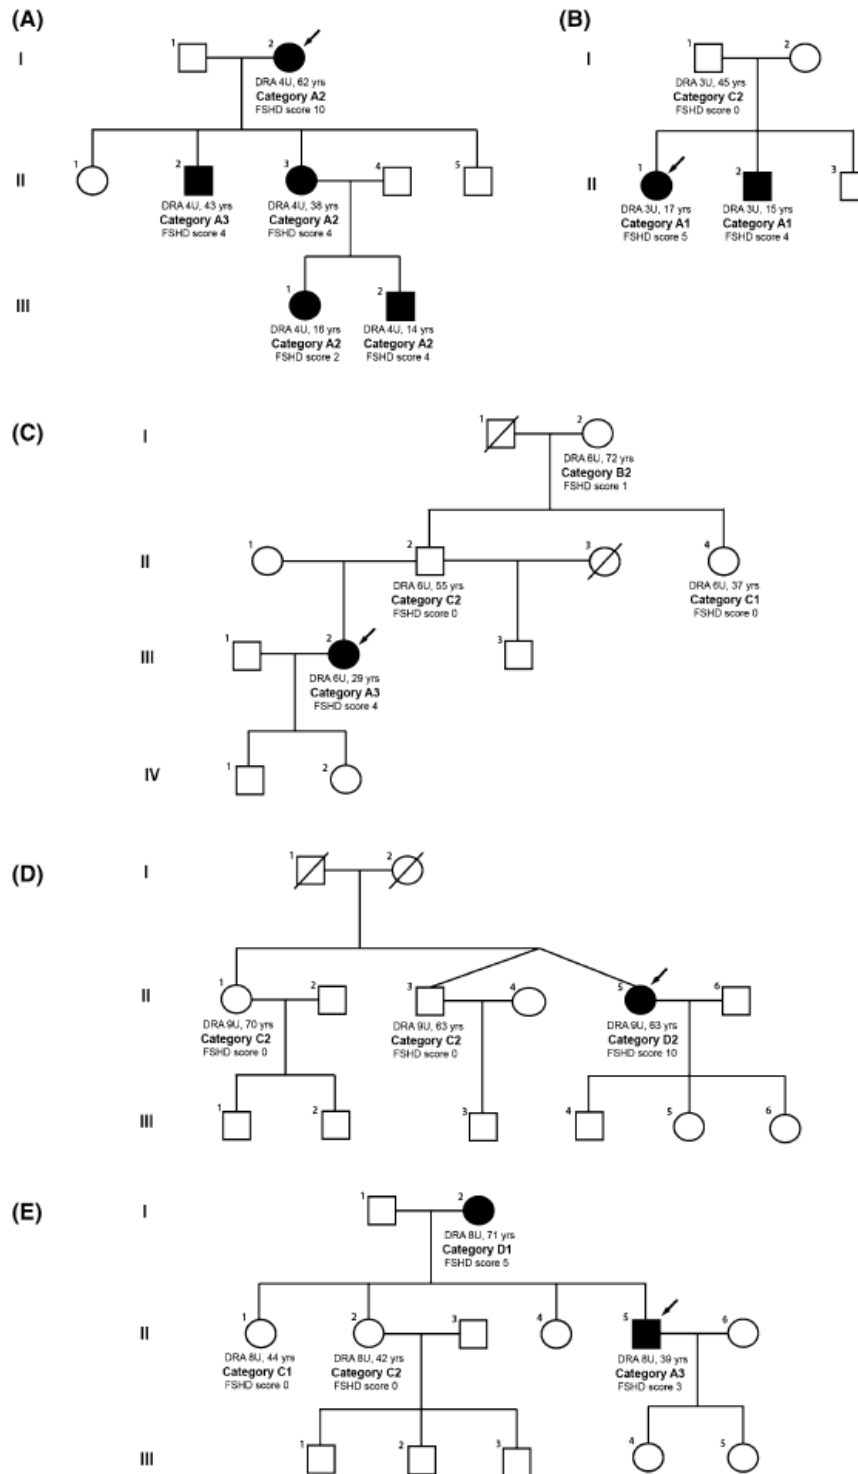 (A)
(B)
I
1
2
DRA 4U, 62 yrs
Category A2
FSHD score 10
I
1
2
DRA 3U, 45 yrs
Category C2
FSHD score 0
II
1
2
3
4
5
DRA 4U, 43 yrs
Category A3
FSHD score 4
DRA 4U, 38 yrs
Category A2
FSHD score 4
II
1
2
3
DRA 3U, 17 yrs
Category A1
FSHD score 5
DRA 3U, 15 yrs
Category A1
FSHD score 4
III
1
2
DRA 4U, 16 yrs
Category A2
FSHD score 2
DRA 4U, 14 yrs
Category A2
FSHD score 4
(C)
I
1
2
DRA 6U, 72 yrs
Category B2
FSHD score 1
II
1
2
3
4
DRA 6U, 55 yrs
Category C2
FSHD score 0
DRA 6U, 37 yrs
Category C1
FSHD score 0
III
1
2
3
DRA 6U, 29 yrs
Category A3
FSHD score 4
IV
1
2
(D)
I
1
2
II
1
2
3
4
5
6
DRA 9U, 70 yrs
Category C2
FSHD score 0
DRA 9U, 63 yrs
Category C2
FSHD score 0
DRA 9U, 63 yrs
Category D2
FSHD score 10
III
1
2
3
4
5
6
(E)
I
1
2
DRA 8U, 71 yrs
Category D1
FSHD score 5
II
1
2
3
4
5
6
DRA 8U, 44 yrs
Category C1
FSHD score 0
DRA 8U, 42 yrs
Category C2
FSHD score 0
DRA 8U, 39 yrs
Category A3
FSHD score 3
III
1
2
3
4
5